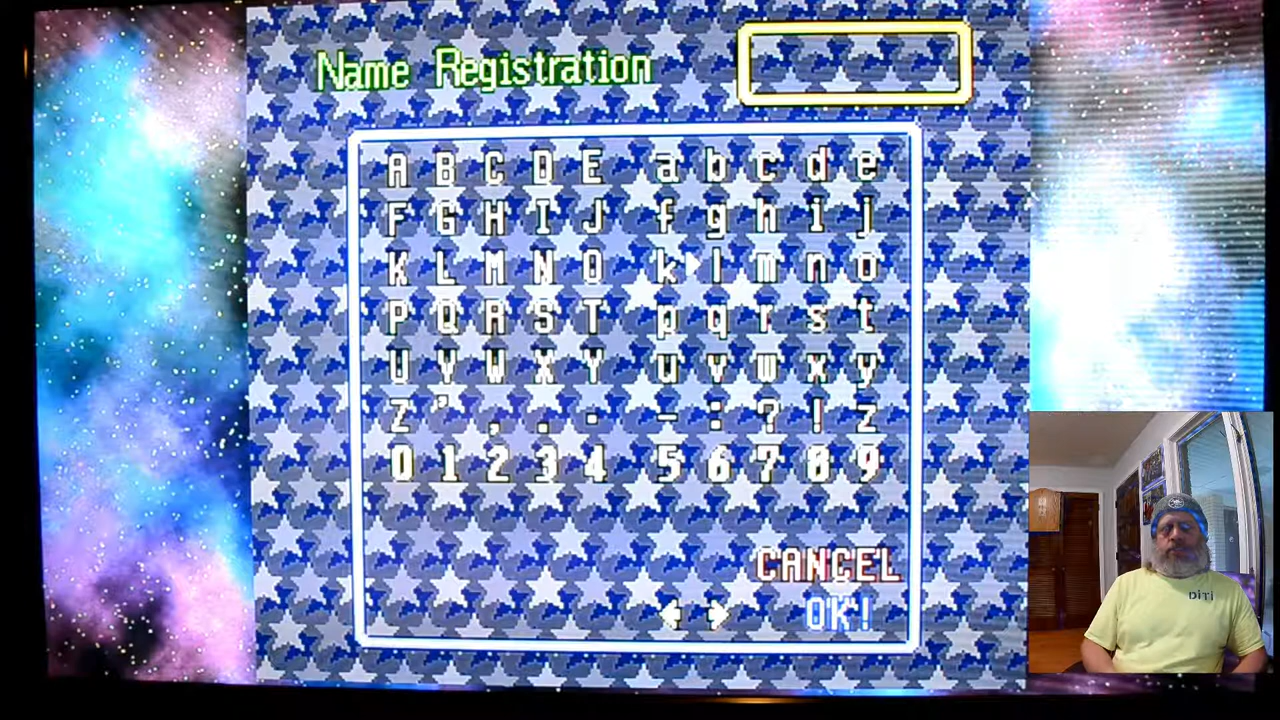 Name Registration
A B C D E a b c d e
F G H I J f g h i j
K L M N O k l m n o
P Q R S T p q r s t
U V W X Y u v w x y
Z ' , . · - : ? ! z
0 1 2 3 4 5 6 7 8 9
CANCEL
← → OK!
DiTi